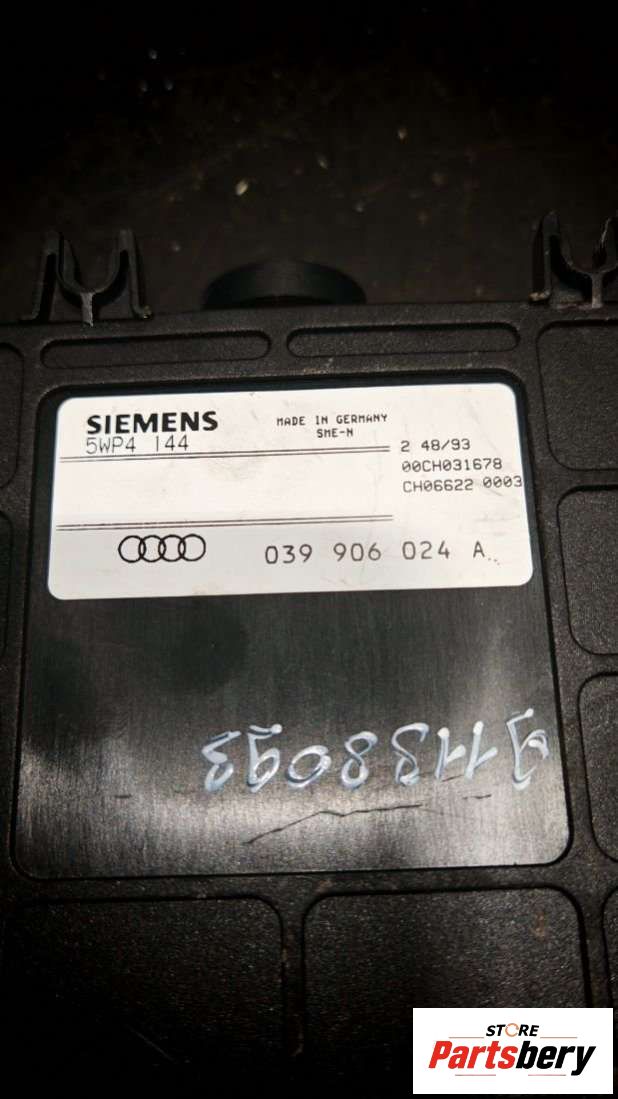 SIEMENS
5WP4 144
MADE IN GERMANY
SME-N
2 48/93
00CH031678
CH06622 0003
039 906 024 A
STORE
Partsbery